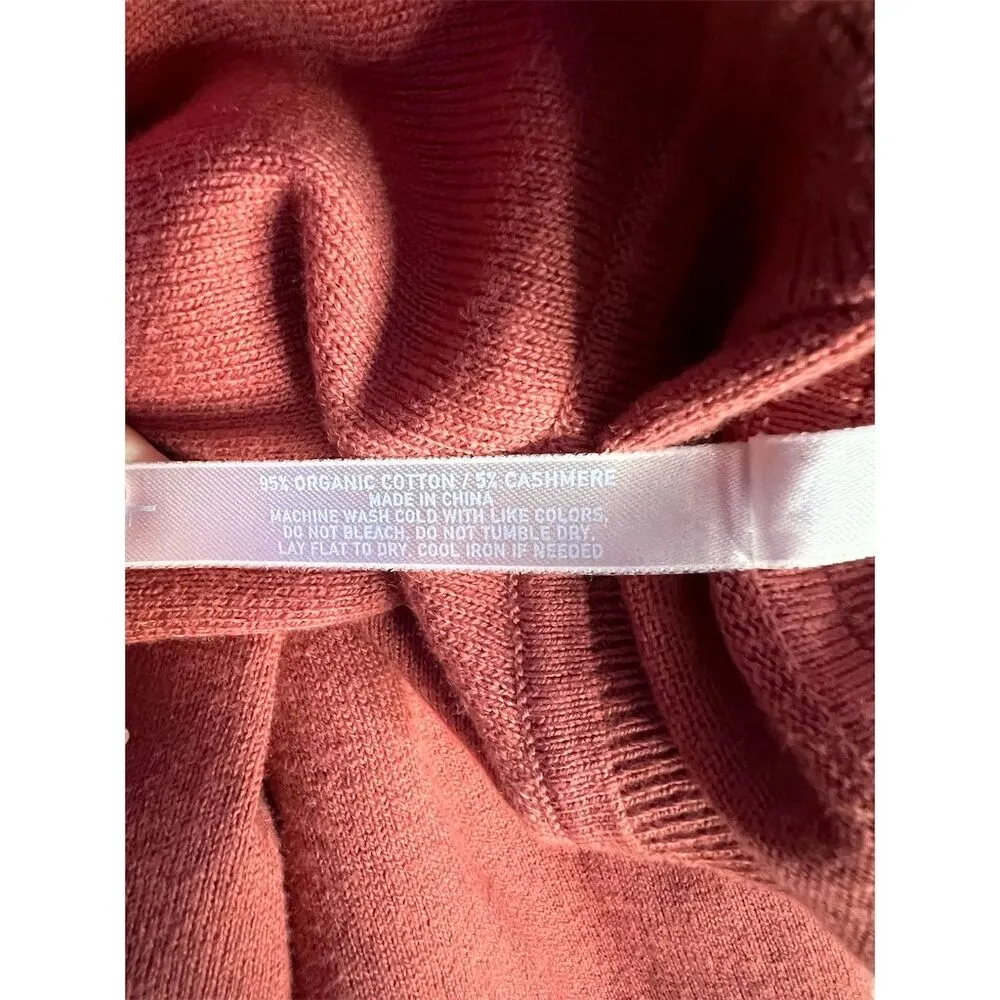 95% ORGANIC COTTON / 5% CASHMERE
MADE IN CHINA
MACHINE WASH COLD WITH LIKE COLORS,
DO NOT BLEACH. DO NOT TUMBLE DRY,
LAY FLAT TO DRY, COOL IRON IF NEEDED